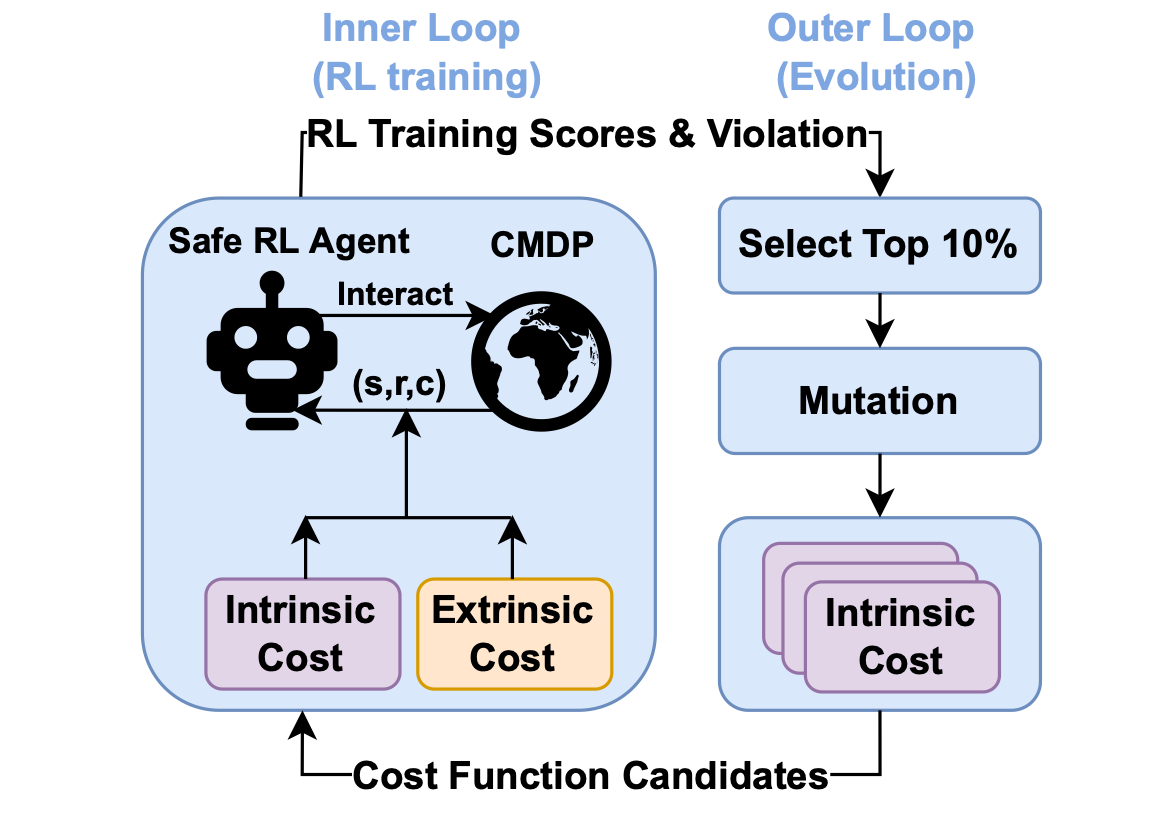 Inner Loop
(RL training)
Outer Loop
(Evolution)
RL Training Scores & Violation
Safe RL Agent
CMDP
Interact
(s,r,c)
Intrinsic
Cost
Extrinsic
Cost
Select Top 10%
Mutation
Intrinsic
Cost
Cost Function Candidates